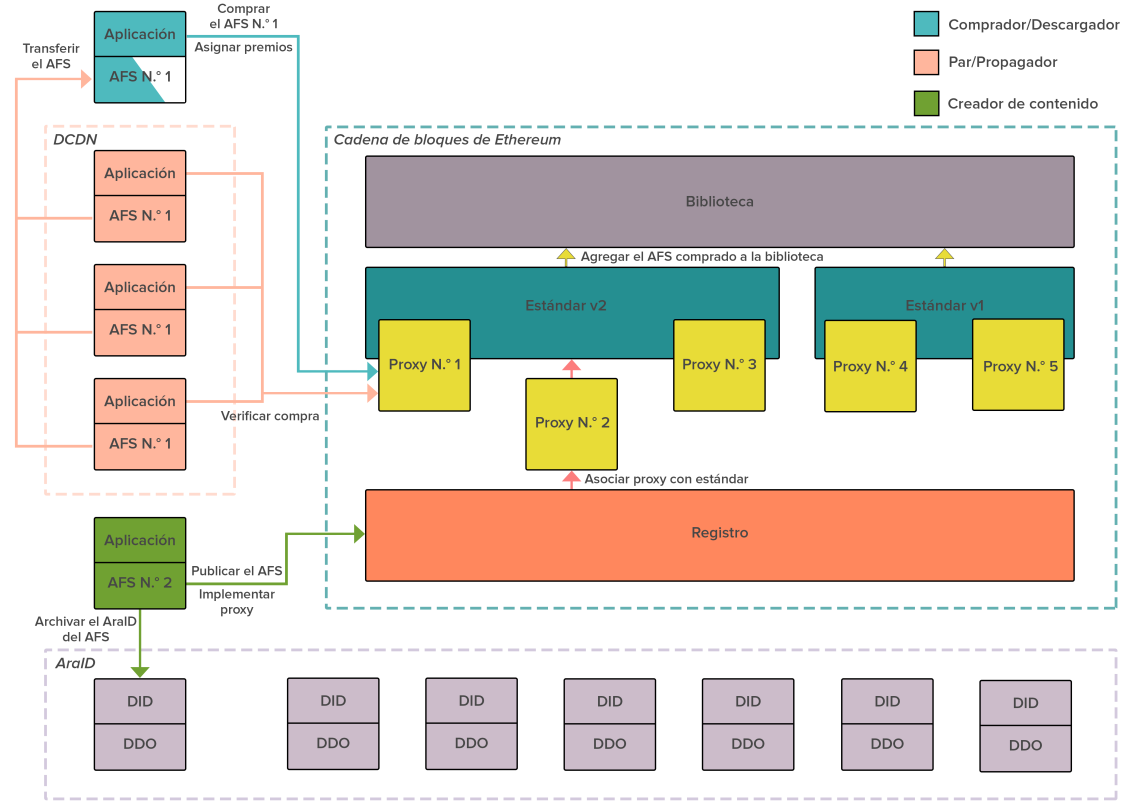 Comprar
el AFS N.° 1
Asignar premios
Transferir
el AFS
Aplicación
AFS N.° 1
Comprador/Descargador
Par/Propagador
Creador de contenido
DCDN
Aplicación
AFS N.° 1
Aplicación
AFS N.° 1
Aplicación
AFS N.° 1
Verificar compra
Cadena de bloques de Ethereum
Biblioteca
Agregar el AFS comprado a la biblioteca
Estándar v2
Estándar v1
Proxy N.° 1
Proxy N.° 3
Proxy N.° 4
Proxy N.° 5
Proxy N.° 2
Asociar proxy con estándar
Registro
Aplicación
AFS N.° 2
Publicar el AFS
Implementar
proxy
Archivar el AraID
del AFS
AraID
DID
DDO
DID
DDO
DID
DDO
DID
DDO
DID
DDO
DID
DDO
DID
DDO